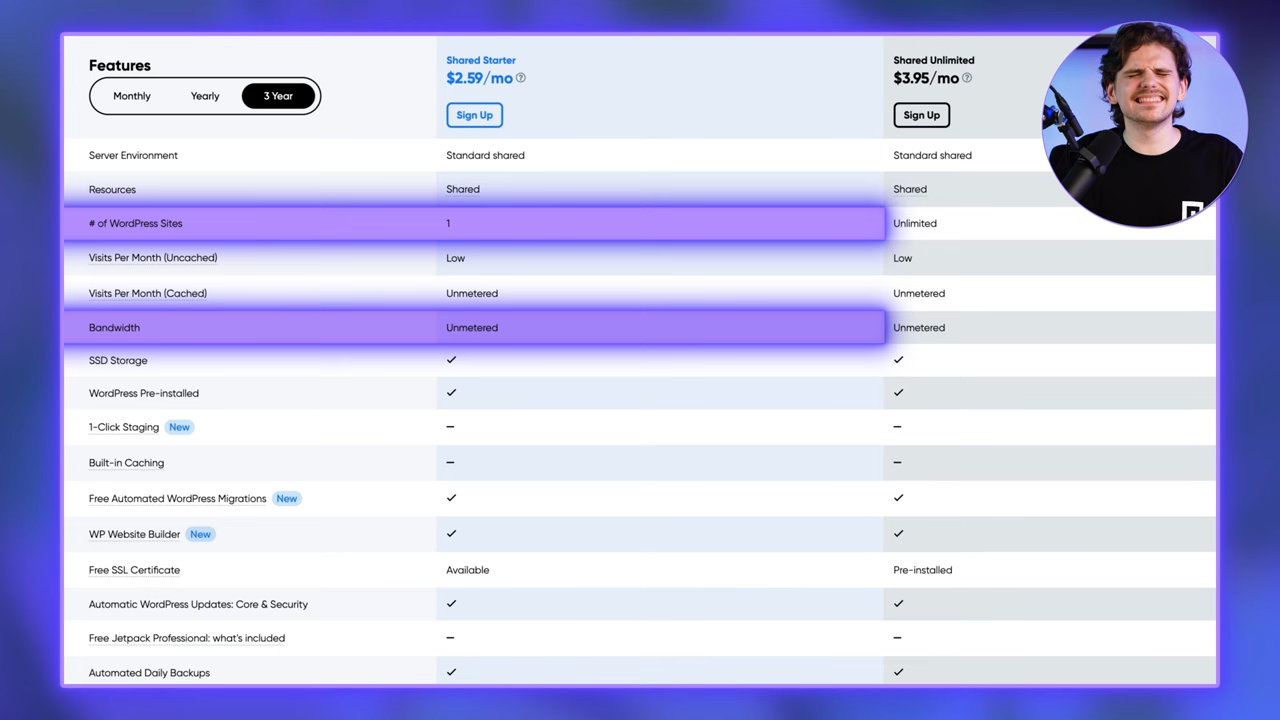 Features
Monthly Yearly 3 Year
Shared Starter
$2.59/mo ?
Sign Up
Shared Unlimited
$3.95/mo ?
Sign Up
Server Environment Standard shared Standard shared
Resources Shared Shared
# of WordPress Sites 1 Unlimited
Visits Per Month (Uncached) Low Low
Visits Per Month (Cached) Unmetered Unmetered
Bandwidth Unmetered Unmetered
SSD Storage
WordPress Pre-installed
1-Click Staging New
Built-in Caching
Free Automated WordPress Migrations New
WP Website Builder New
Free SSL Certificate Available Pre-installed
Automatic WordPress Updates: Core & Security
Free Jetpack Professional: what's included
Automated Daily Backups